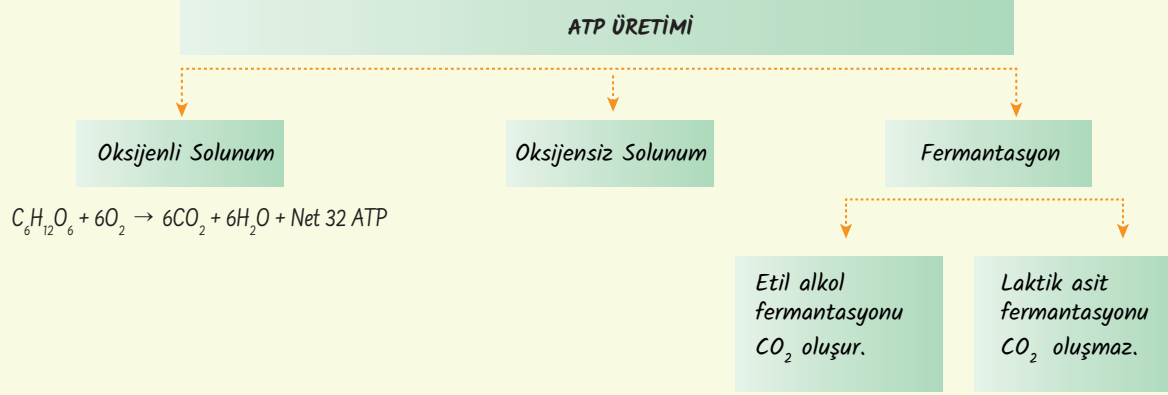 ATP ÜRETİMİ
Oksijenli Solunum
Oksijensiz Solunum
Fermantasyon
C₆H₁₂O₆ + 6O₂ → 6CO₂ + 6H₂O + Net 32 ATP
Etil alkol
fermantasyonu
CO₂ oluşur.
Laktik asit
fermantasyonu
CO₂ oluşmaz.